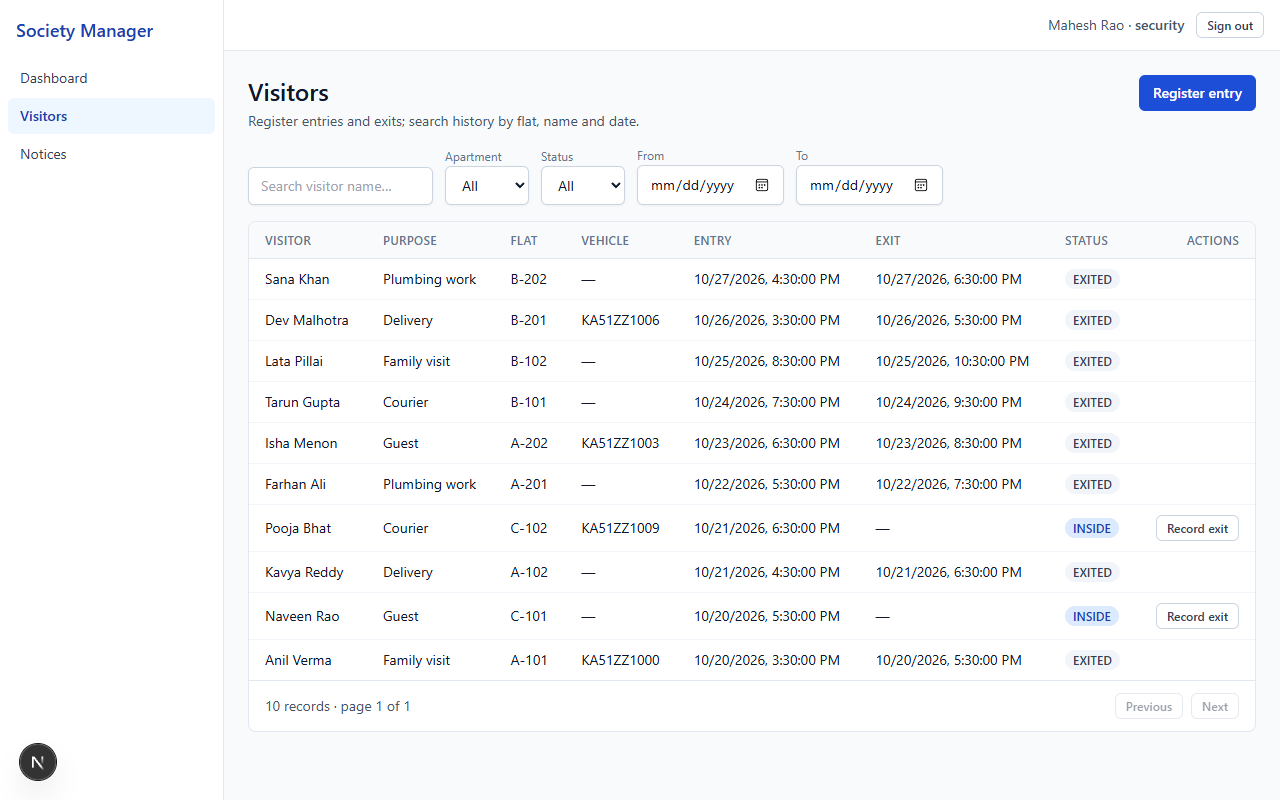 Society Manager
Mahesh Rao · security
Sign out
Dashboard
Visitors
Notices
Visitors
Register entries and exits; search history by flat, name and date.
Register entry
Search visitor name...
Apartment
All
Status
All
From
mm/dd/yyyy
To
mm/dd/yyyy
VISITOR PURPOSE FLAT VEHICLE ENTRY EXIT STATUS ACTIONS
Sana Khan Plumbing work B-202 — 10/27/2026, 4:30:00 PM 10/27/2026, 6:30:00 PM EXITED
Dev Malhotra Delivery B-201 KA51ZZ1006 10/26/2026, 3:30:00 PM 10/26/2026, 5:30:00 PM EXITED
Lata Pillai Family visit B-102 — 10/25/2026, 8:30:00 PM 10/25/2026, 10:30:00 PM EXITED
Tarun Gupta Courier B-101 — 10/24/2026, 7:30:00 PM 10/24/2026, 9:30:00 PM EXITED
Isha Menon Guest A-202 KA51ZZ1003 10/23/2026, 6:30:00 PM 10/23/2026, 8:30:00 PM EXITED
Farhan Ali Plumbing work A-201 — 10/22/2026, 5:30:00 PM 10/22/2026, 7:30:00 PM EXITED
Pooja Bhat Courier C-102 KA51ZZ1009 10/21/2026, 6:30:00 PM — INSIDE Record exit
Kavya Reddy Delivery A-102 — 10/21/2026, 4:30:00 PM 10/21/2026, 6:30:00 PM EXITED
Naveen Rao Guest C-101 — 10/20/2026, 5:30:00 PM — INSIDE Record exit
Anil Verma Family visit A-101 KA51ZZ1000 10/20/2026, 3:30:00 PM 10/20/2026, 5:30:00 PM EXITED
10 records · page 1 of 1
Previous
Next
N